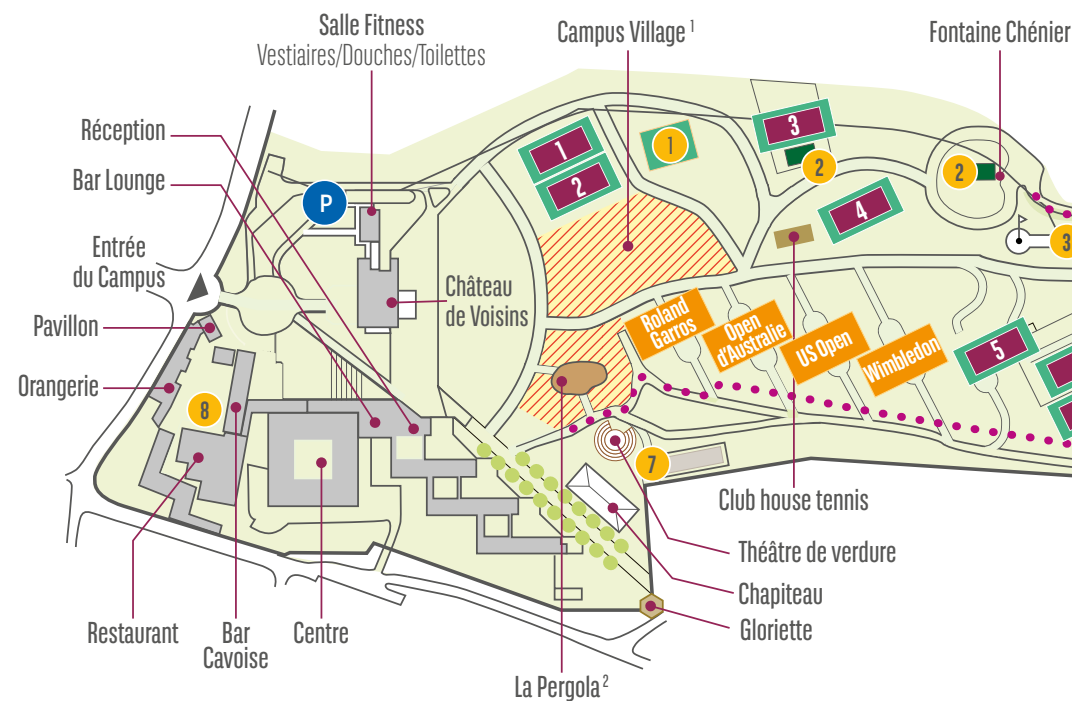 Salle Fitness
Vestiaires/Douches/Toilettes
Campus Village ¹
Fontaine Chénier
Réception
Bar Lounge
Entrée
du Campus
Pavillon
Orangerie
P
Château
de Voisins
1
2
1
3
2
2
4
3
Roland
Garros
Open
d'Australie
US Open
Wimbledon
5
8
7
Club house tennis
Théâtre de verdure
Chapiteau
Gloriette
Restaurant
Bar
Cavoise
Centre
La Pergola ²